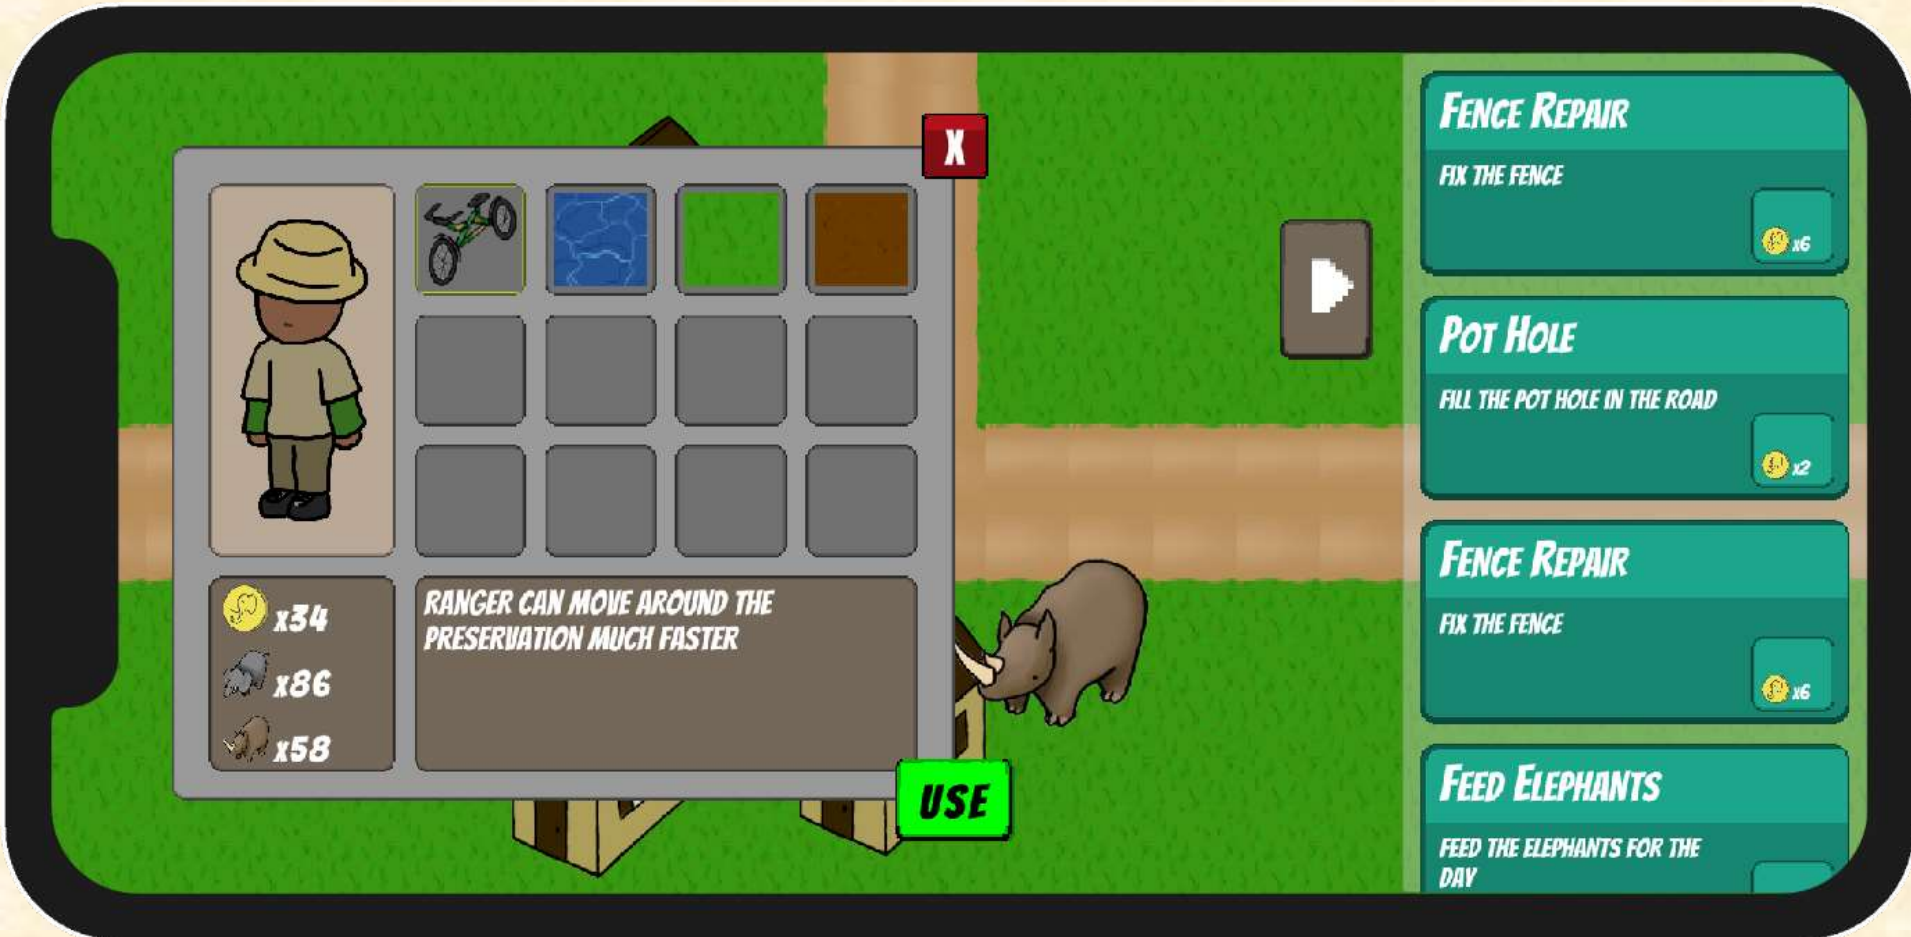 X
x34
x86
x58
RANGER CAN MOVE AROUND THE
PRESERVATION MUCH FASTER
USE
FENCE REPAIR
FIX THE FENCE
x6
POT HOLE
FILL THE POT HOLE IN THE ROAD
x2
FENCE REPAIR
FIX THE FENCE
x6
FEED ELEPHANTS
FEED THE ELEPHANTS FOR THE
DAY